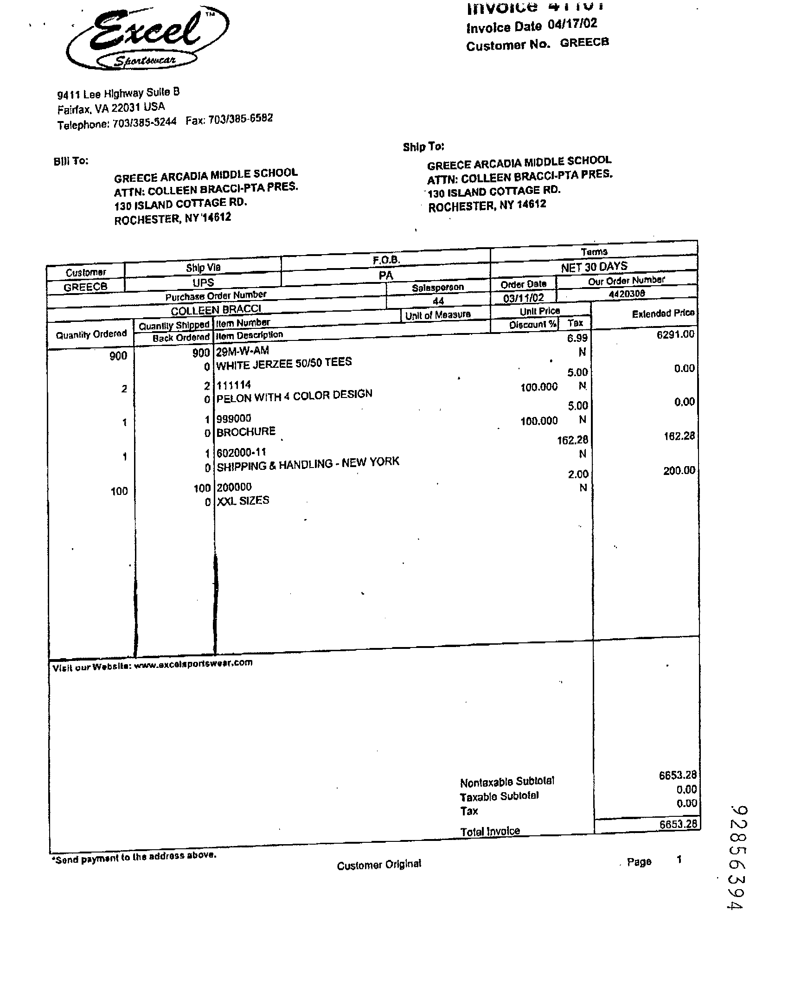 Excel™
Sportswear
Invoice 41101
Invoice Date 04/17/02
Customer No. GREECB
9411 Lee Highway Suite B
Fairfax, VA 22031 USA
Telephone: 703/385-5244 Fax: 703/385-6582
Bill To:
GREECE ARCADIA MIDDLE SCHOOL
ATTN: COLLEEN BRACCI-PTA PRES.
130 ISLAND COTTAGE RD.
ROCHESTER, NY 14612
Ship To:
GREECE ARCADIA MIDDLE SCHOOL
ATTN: COLLEEN BRACCI-PTA PRES.
130 ISLAND COTTAGE RD.
ROCHESTER, NY 14612
Customer Ship Via F.O.B. Terms
GREECB UPS PA NET 30 DAYS
Purchase Order Number Salesperson Order Date Our Order Number
COLLEEN BRACCI 44 03/11/02 4420308
Quantity Ordered Quantity Shipped Item Number Unit of Measure Unit Price Extended Price
Back Ordered Item Description Discount % Tax
900 900 29M-W-AM 6.99 6291.00
0 WHITE JERZEE 50/50 TEES N
2 2 111114 5.00 0.00
0 PELON WITH 4 COLOR DESIGN 100.000 N
1 1 999000 5.00 0.00
0 BROCHURE 100.000 N
1 1 602000-11 162.28 162.28
0 SHIPPING & HANDLING - NEW YORK N
100 100 200000 2.00 200.00
0 XXL SIZES N
Visit our Website: www.excelsportswear.com
Nontaxable Subtotal 6653.28
Taxable Subtotal 0.00
Tax 0.00
Total Invoice 6653.28
*Send payment to the address above.
Customer Original
Page 1
92856394